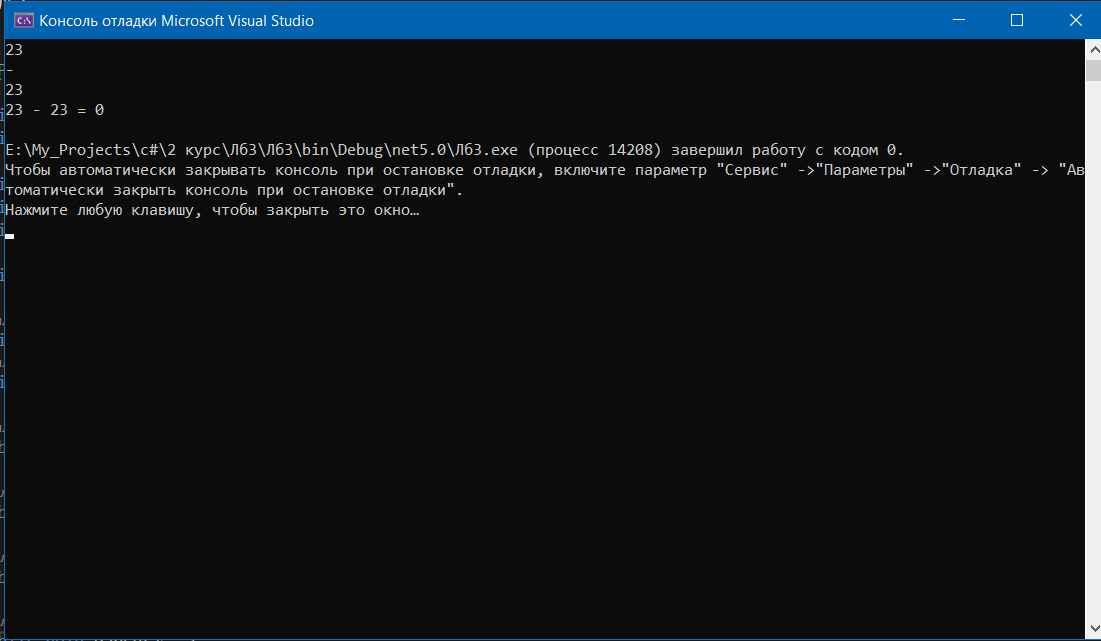 Консоль отладки Microsoft Visual Studio
23
-
23
23 - 23 = 0
E:\My_Projects\c#\2 курс\Лб3\Лб3\bin\Debug\net5.0\Лб3.exe (процесс 14208) завершил работу с кодом 0.
Чтобы автоматически закрывать консоль при остановке отладки, включите параметр "Сервис" ->"Параметры" ->"Отладка" -> "Ав
томатически закрыть консоль при остановке отладки".
Нажмите любую клавишу, чтобы закрыть это окно…